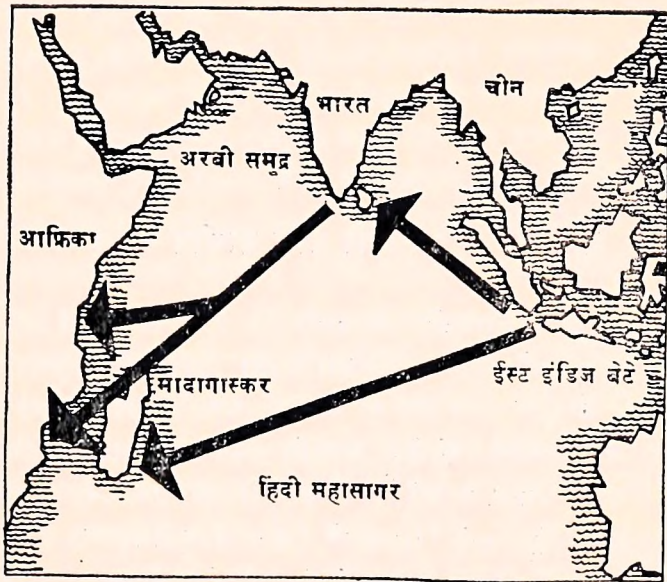 भारत
चीन
अरबी समुद्र
आफ्रिका
मादागास्कर
ईस्ट इंडिज बेटे
हिंदी महासागर